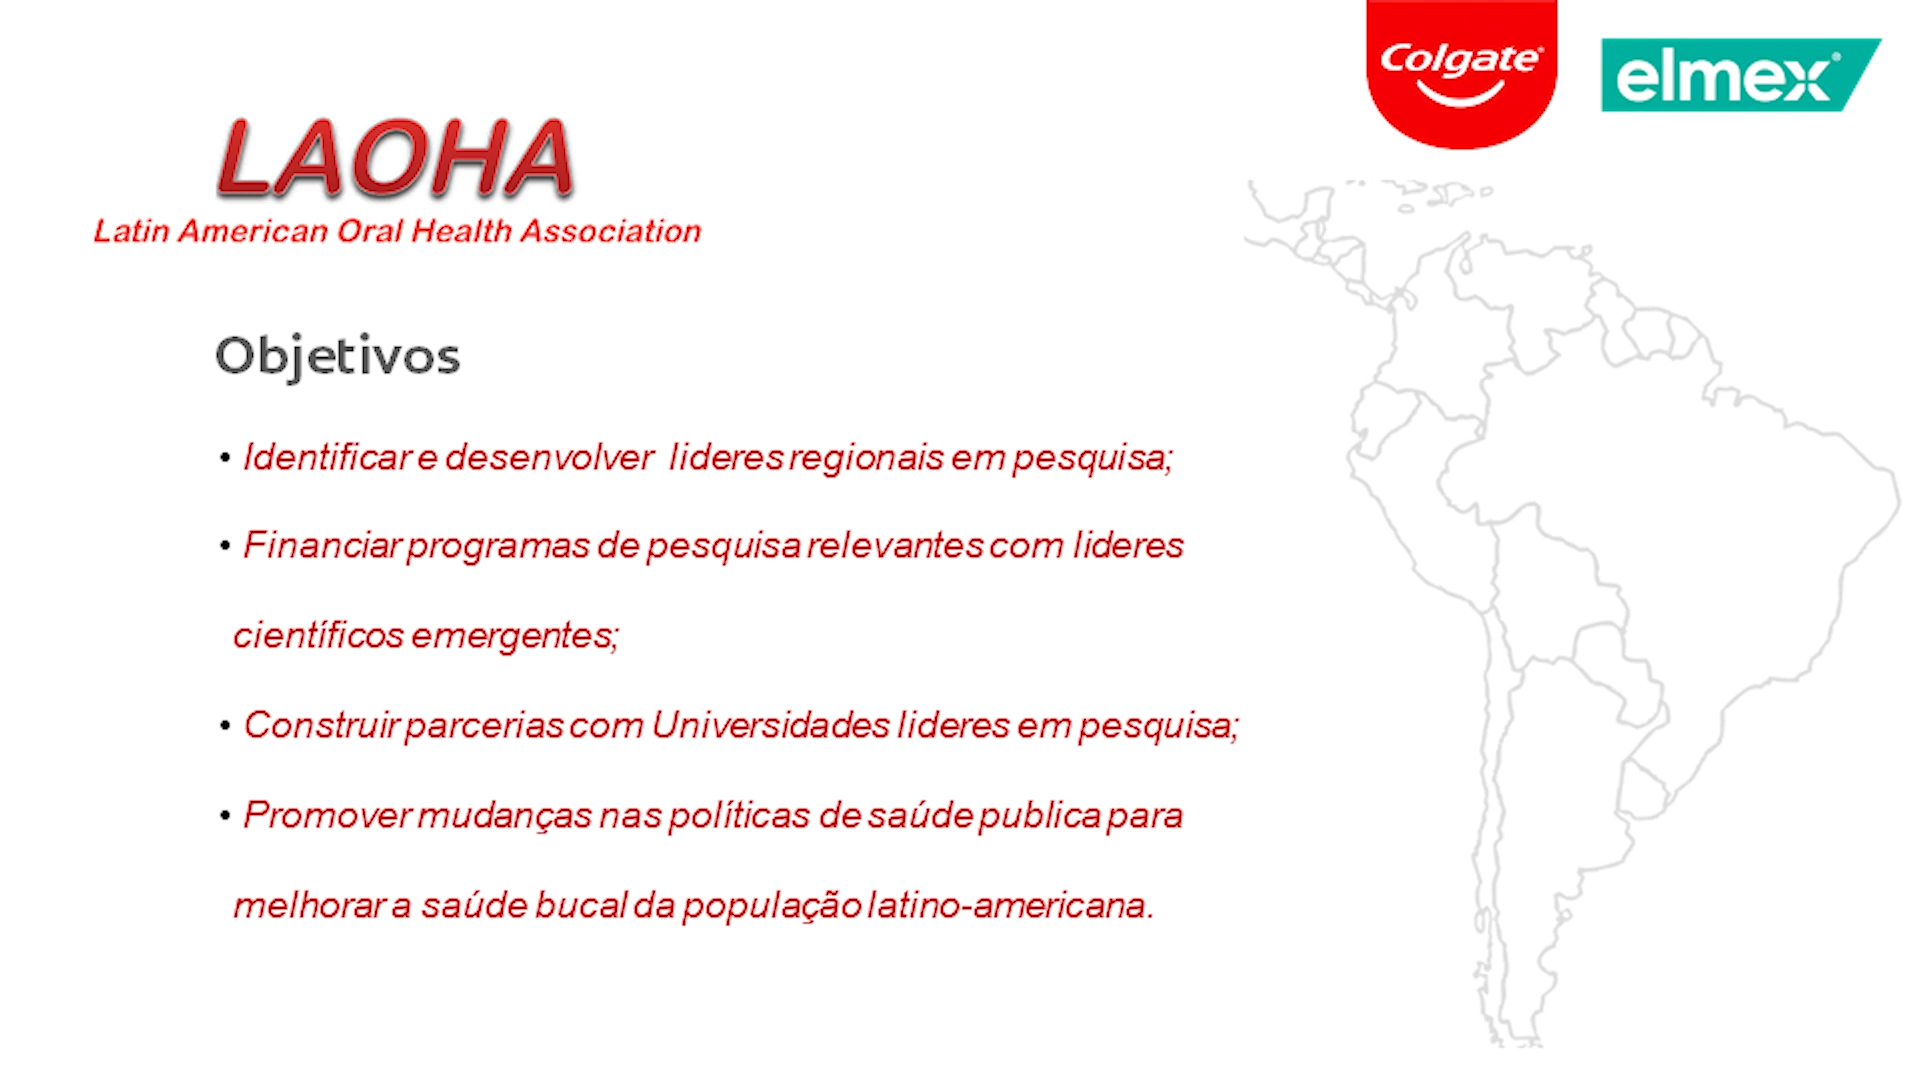 Colgate®
elmex®
LAOHA
Latin American Oral Health Association
Objetivos
• Identificar e desenvolver lideres regionais em pesquisa;
• Financiar programas de pesquisa relevantes com lideres
científicos emergentes;
• Construir parcerias com Universidades lideres em pesquisa;
• Promover mudanças nas políticas de saúde publica para
melhorar a saúde bucal da população latino-americana.